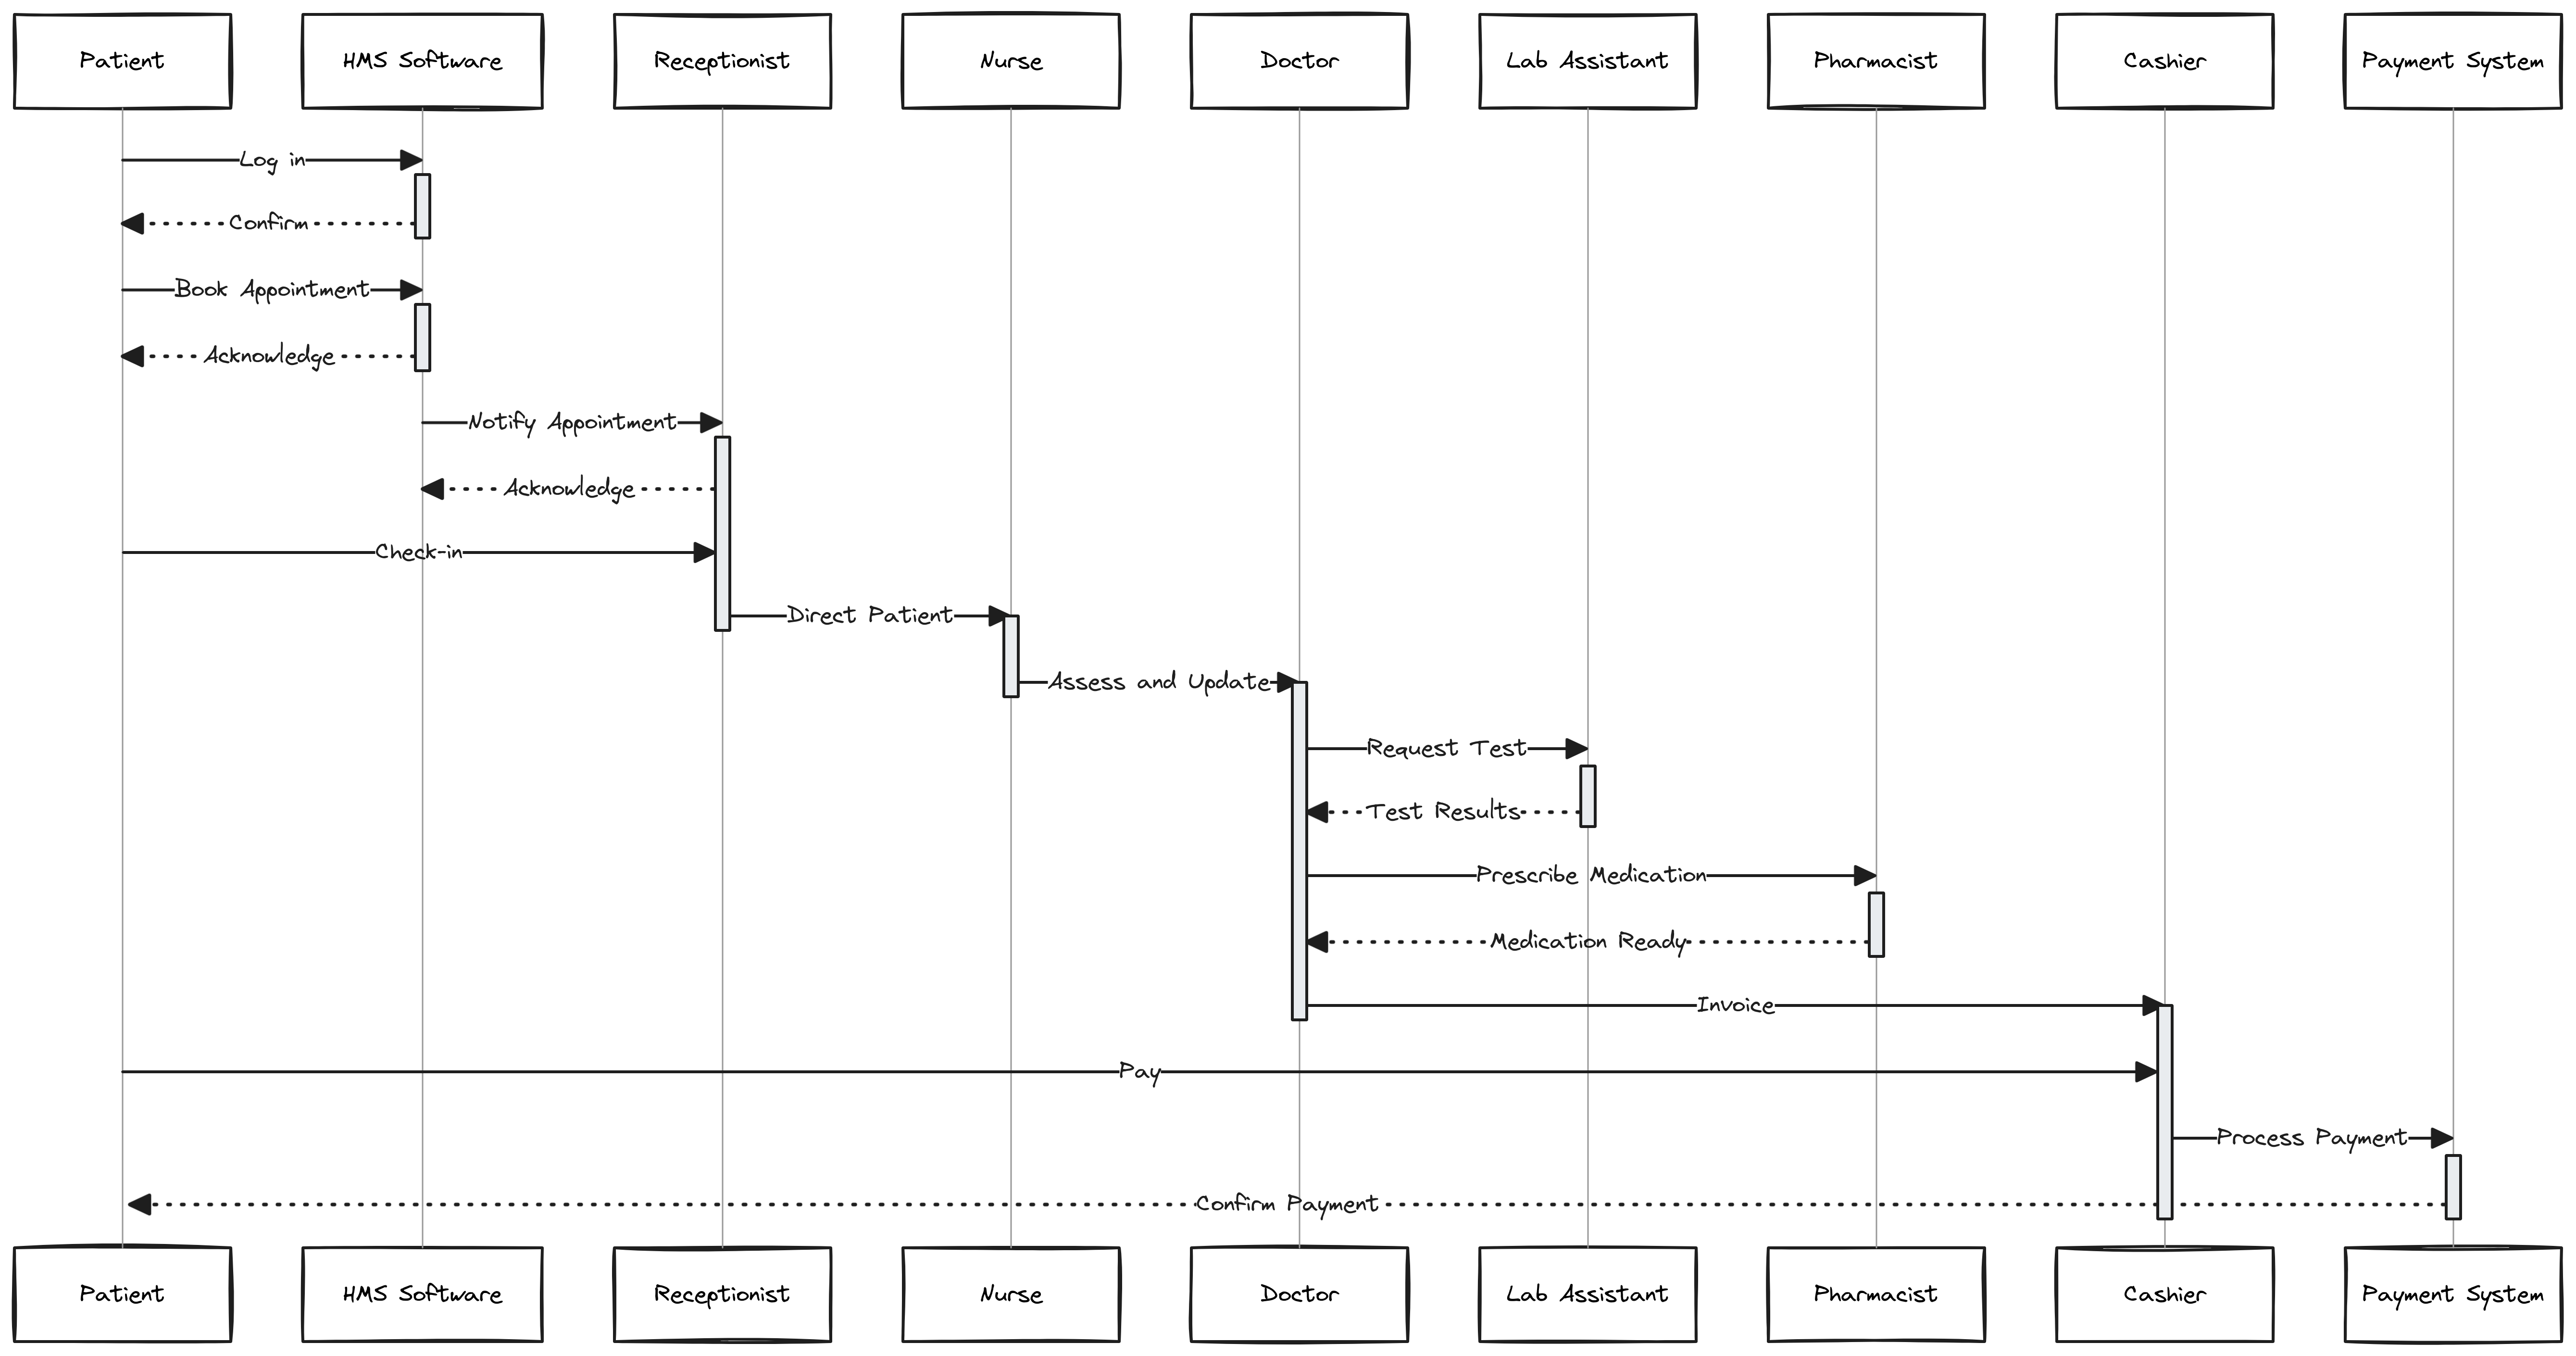 Patient
HMS Software
Receptionist
Nurse
Doctor
Lab Assistant
Pharmacist
Cashier
Payment System
Log in
Confirm
Book Appointment
Acknowledge
Notify Appointment
Acknowledge
Check-in
Direct Patient
Assess and Update
Request Test
Test Results
Prescribe Medication
Medication Ready
Invoice
Pay
Process Payment
Confirm Payment
Patient
HMS Software
Receptionist
Nurse
Doctor
Lab Assistant
Pharmacist
Cashier
Payment System